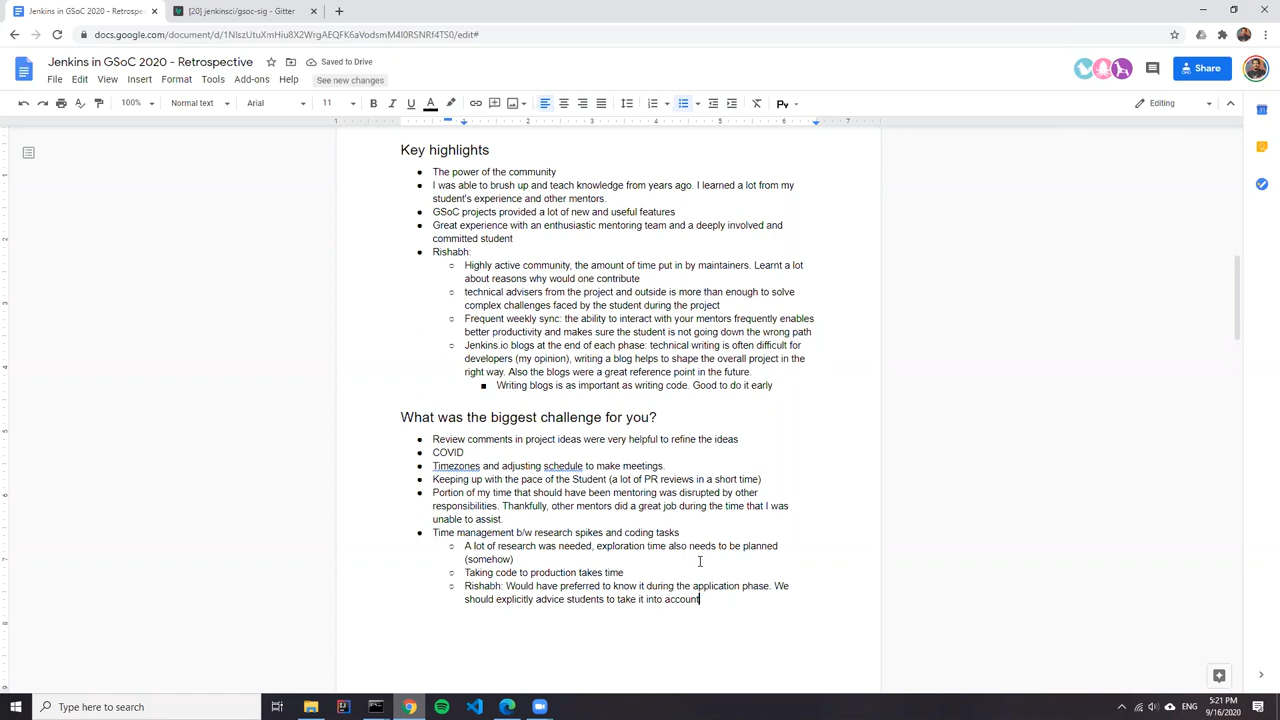 Jenkins in GSoC 2020 - Retrospec
[20] jenkinsci/gsoc-sig - Gitter
docs.google.com/document/d/1NlszUtuXmHiu8X2WrgAEQFK6aVodsmM4I0RSNRf4TS0/edit#
Jenkins in GSoC 2020 - Retrospective
Saved to Drive
File Edit View Insert Format Tools Add-ons Help See new changes
Share
100% Normal text Arial 11 Editing
1 1 2 3 4 5 6 7
Key highlights
The power of the community
I was able to brush up and teach knowledge from years ago. I learned a lot from my
student's experience and other mentors.
GSoC projects provided a lot of new and useful features
Great experience with an enthusiastic mentoring team and a deeply involved and
committed student
Rishabh:
Highly active community, the amount of time put in by maintainers. Learnt a lot
about reasons why would one contribute
technical advisers from the project and outside is more than enough to solve
complex challenges faced by the student during the project
Frequent weekly sync: the ability to interact with your mentors frequently enables
better productivity and makes sure the student is not going down the wrong path
Jenkins.io blogs at the end of each phase: technical writing is often difficult for
developers (my opinion), writing a blog helps to shape the overall project in the
right way. Also the blogs were a great reference point in the future.
Writing blogs is as important as writing code. Good to do it early
What was the biggest challenge for you?
Review comments in project ideas were very helpful to refine the ideas
COVID
Timezones and adjusting schedule to make meetings.
Keeping up with the pace of the Student (a lot of PR reviews in a short time)
Portion of my time that should have been mentoring was disrupted by other
responsibilities. Thankfully, other mentors did a great job during the time that I was
unable to assist.
Time management b/w research spikes and coding tasks
A lot of research was needed, exploration time also needs to be planned
(somehow)
Taking code to production takes time
Rishabh: Would have preferred to know it during the application phase. We
should explicitly advice students to take it into account
Type here to search
ENG
5:21 PM
9/16/2020